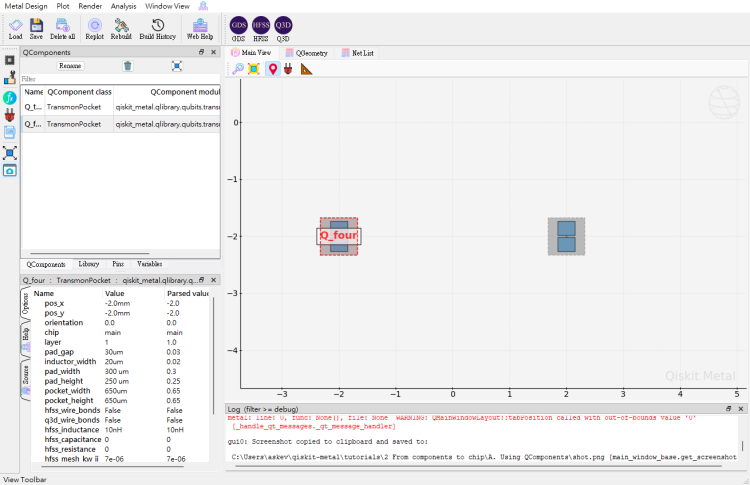 Metal Design Plot Render Analysis Window View
Load Save Delete all Replot Rebuild Build History Web Help
GDS HFSS Q3D
GDS HFSS Q3D
QComponents
Main View QGeometry Net List
Rename
Filter
Name QComponent class QComponent modul
Q_t... TransmonPocket qiskit_metal.qlibrary.qubits.transm
Q_f... TransmonPocket qiskit_metal.qlibrary.qubits.transm
QComponents Library Pins Variables
Q_four : TransmonPocket : qiskit_metal.qlibrary.q...
Options
Help
Source
Name Value Parsed value
pos_x -2.0mm -2.0
pos_y -2.0mm -2.0
orientation 0.0 0.0
chip main main
layer 1 1.0
pad_gap 30um 0.03
inductor_width 20um 0.02
pad_width 300 um 0.3
pad_height 250 um 0.25
pocket_width 650um 0.65
pocket_height 650um 0.65
hfss_wire_bonds False False
q3d_wire_bonds False False
hfss_inductance 10nH 10nH
hfss_capacitance 0 0
hfss_resistance 0 0
hfss_mesh_kw_ji 7e-06 7e-06
0
−1
−2
−3
−4
Q_four
Qiskit Metal
−3 −2 −1 0 1 2 3 4 5
Log (filter >= debug)
metal: line: 0, func: None(), file: None WARNING: QMainWindowLayout::tabPosition called with out-of-bounds value '0'
[_handle_qt_messages._qt_message_handler]
gui0: Screenshot copied to clipboard and saved to:
C:\Users\askev\qiskit-metal\tutorials\2 From components to chip\A. Using QComponents\shot.png [main_window_base.get_screenshot
View Toolbar